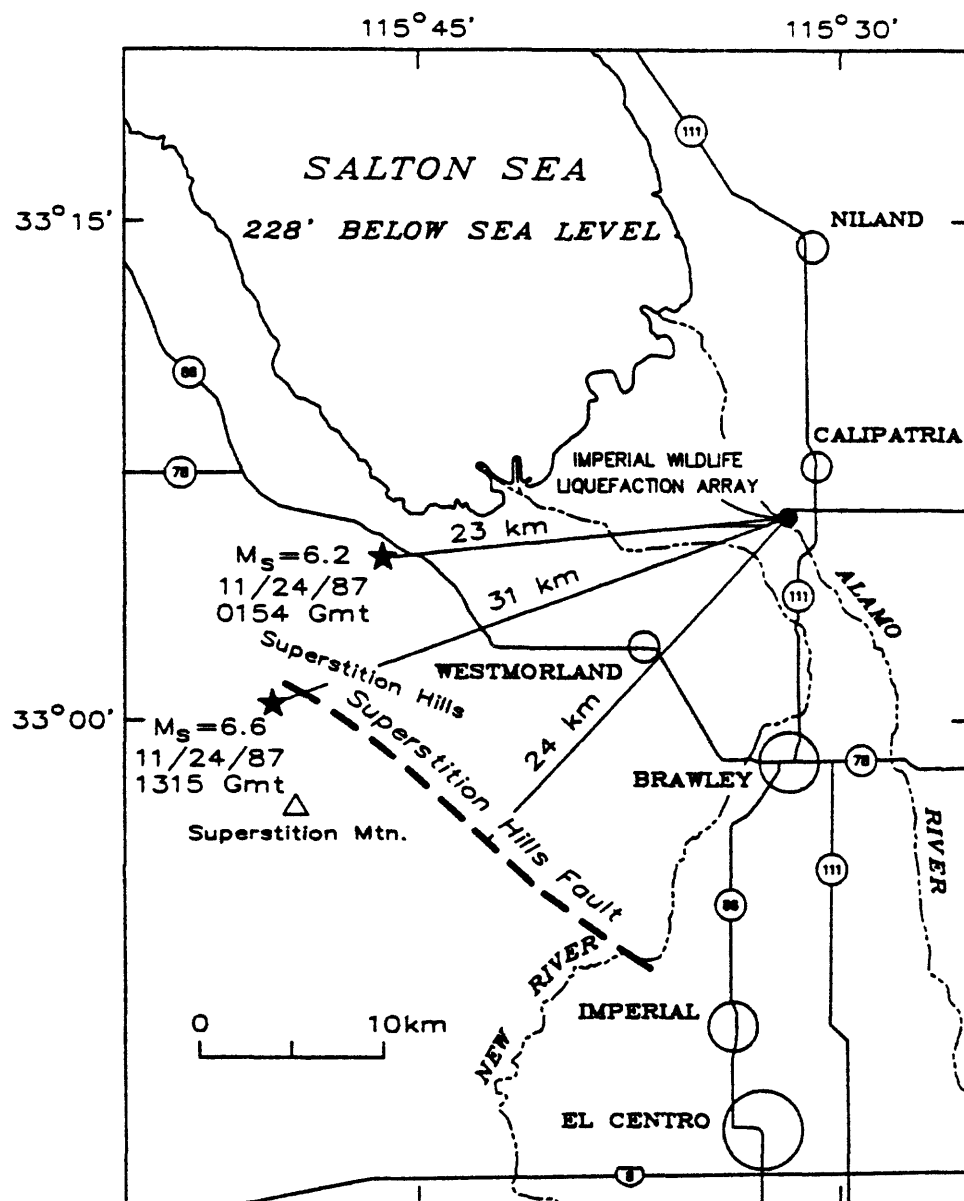 115°45'
115°30'
111
SALTON SEA
228' BELOW SEA LEVEL
33°15'
NILAND
86
78
CALIPATRIA
IMPERIAL WILDLIFE
LIQUEFACTION ARRAY
23 km
Ms=6.2
11/24/87
0154 Gmt
31 km
111
ALAMO
RIVER
Superstition Hills
WESTMORLAND
33°00'
Ms=6.6
11/24/87
1315 Gmt
24 km
Superstition Hills Fault
BRAWLEY
78
Superstition Mtn.
111
86
NEW RIVER
0 10km
IMPERIAL
EL CENTRO
8